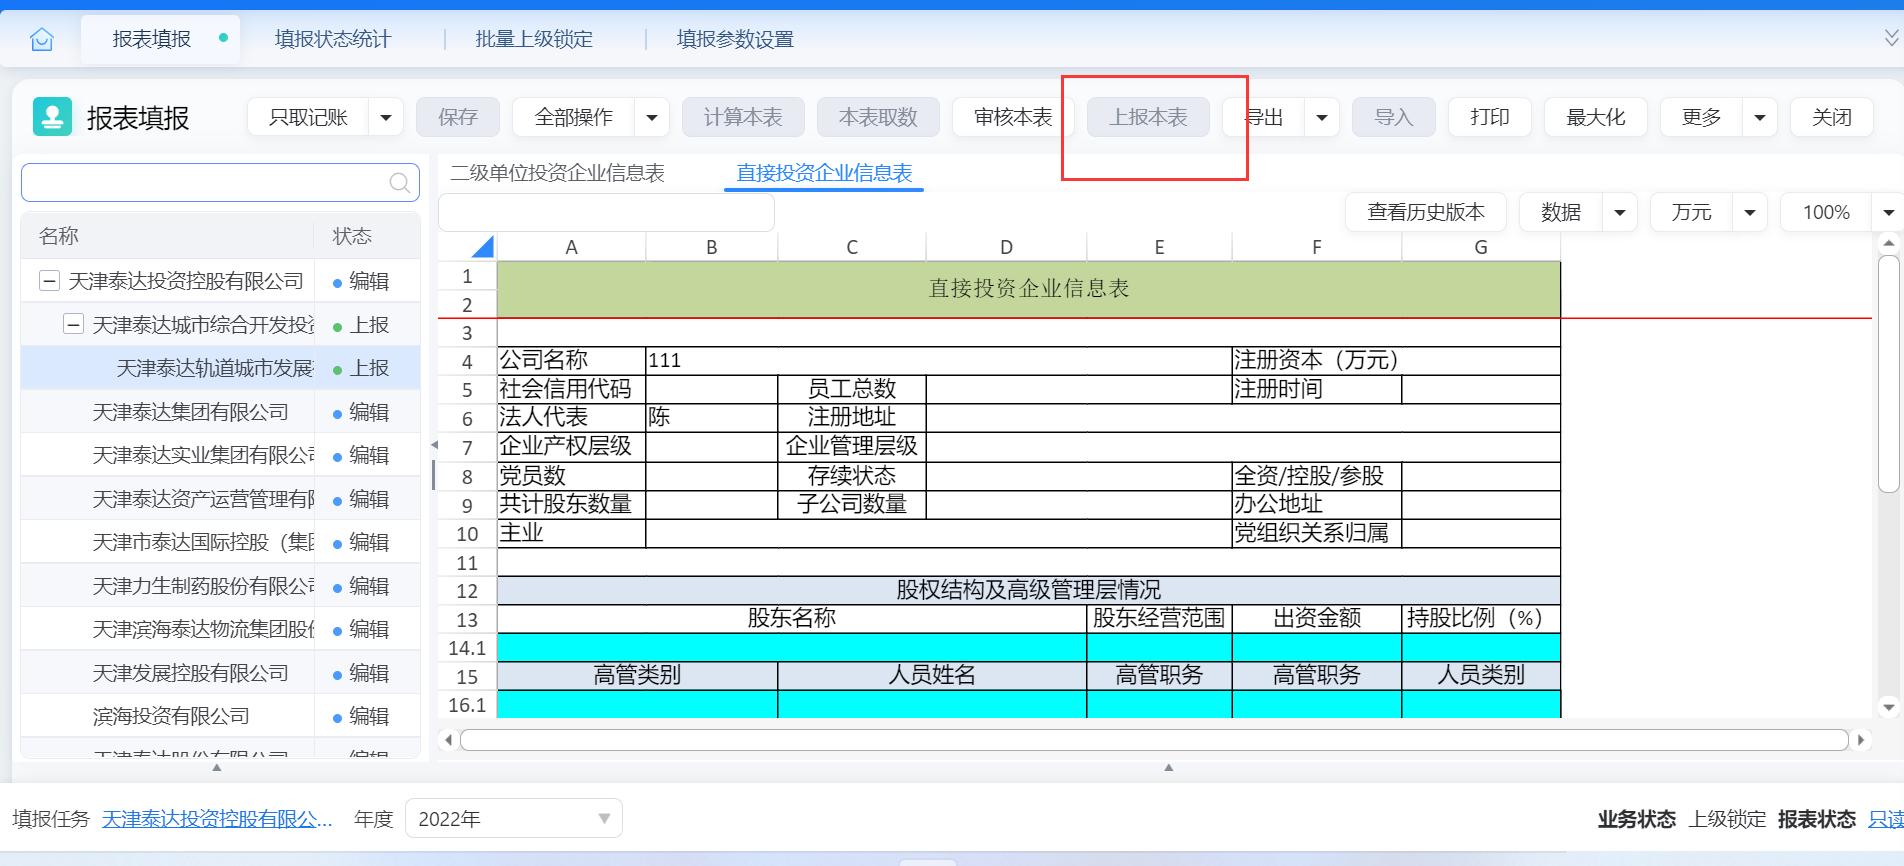 报表填报 填报状态统计 批量上级锁定 填报参数设置
报表填报 只取记账 保存 全部操作 计算本表 本表取数 审核本表 上报本表 导出 导入 打印 最大化 更多 关闭
二级单位投资企业信息表 直接投资企业信息表
查看历史版本 数据 万元 100%
名称 状态
天津泰达投资控股有限公司 编辑
天津泰达城市综合开发投资 上报
天津泰达轨道城市发展 上报
天津泰达集团有限公司 编辑
天津泰达实业集团有限公司 编辑
天津泰达资产运营管理有限 编辑
天津市泰达国际控股（集团 编辑
天津力生制药股份有限公司 编辑
天津滨海泰达物流集团股份 编辑
天津发展控股有限公司 编辑
滨海投资有限公司 编辑
天津泰达股份有限公司 编辑
A B C D E F G
1
直接投资企业信息表
2
3
4 公司名称 111 注册资本（万元）
5 社会信用代码 员工总数 注册时间
6 法人代表 陈 注册地址
7 企业产权层级 企业管理层级
8 党员数 存续状态 全资/控股/参股
9 共计股东数量 子公司数量 办公地址
10 主业 党组织关系归属
11
12 股权结构及高级管理层情况
13 股东名称 股东经营范围 出资金额 持股比例（%）
14.1
15 高管类别 人员姓名 高管职务 高管职务 人员类别
16.1
填报任务 天津泰达投资控股有限公... 年度 2022年 业务状态 上级锁定 报表状态 只读